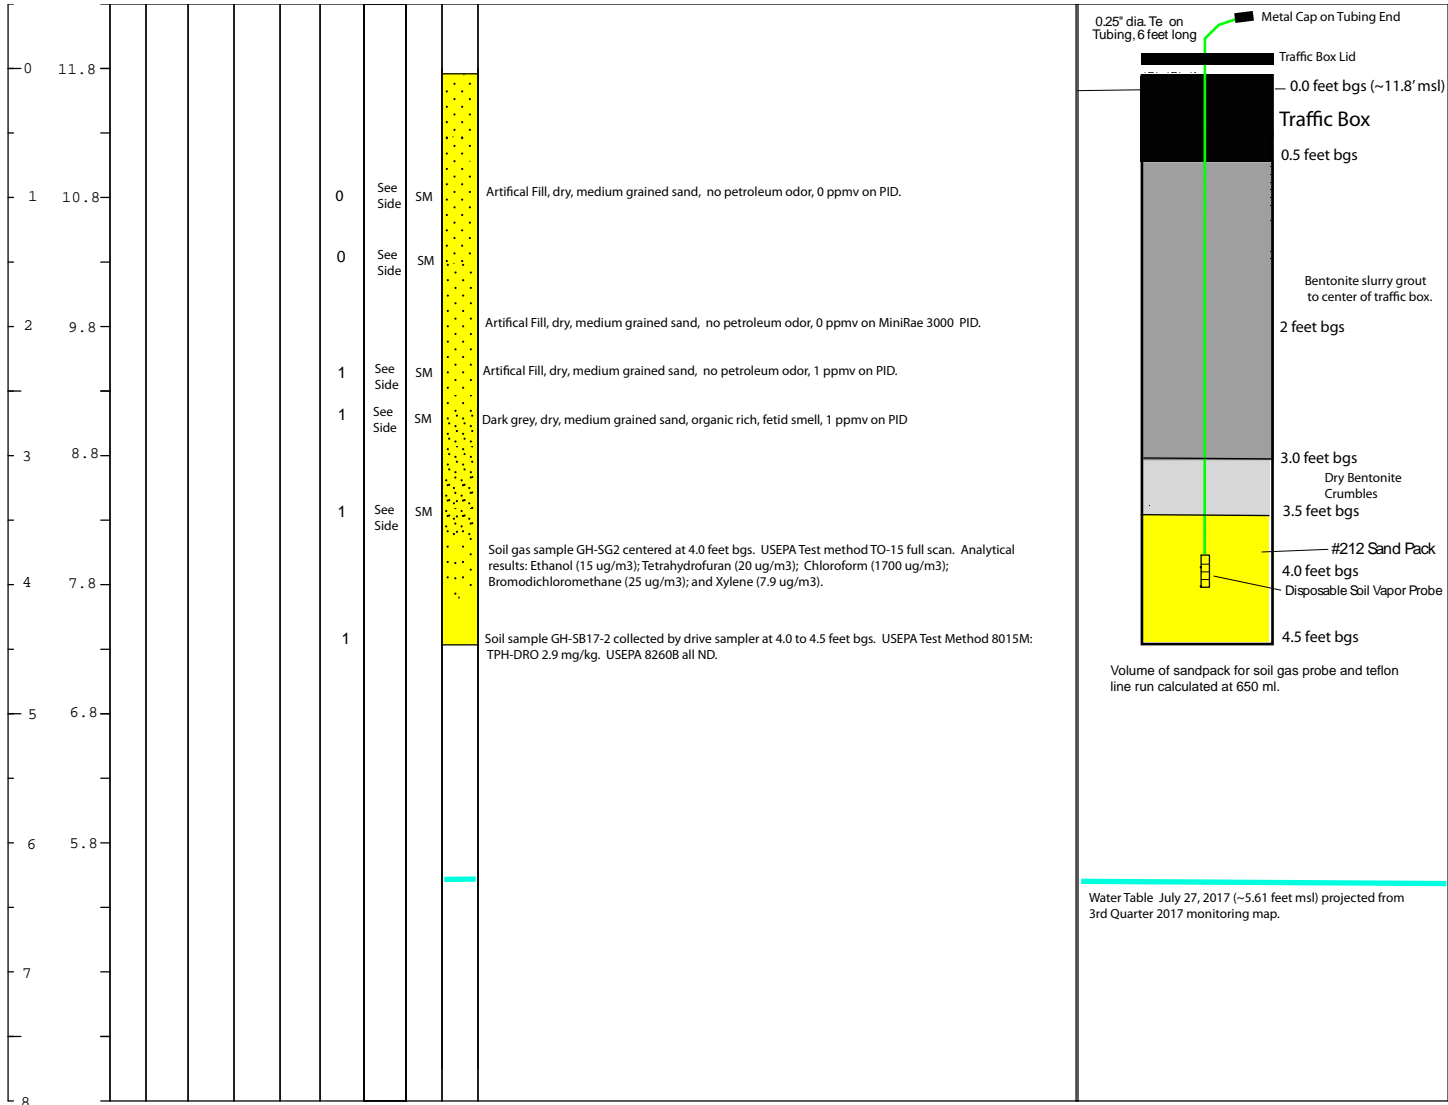 0.25" dia. Te on
Tubing, 6 feet long
Metal Cap on Tubing End
Traffic Box Lid
0 11.8
0.0 feet bgs (~11.8' msl)
Traffic Box
0.5 feet bgs
1 10.8
0 See Side SM
Artifical Fill, dry, medium grained sand, no petroleum odor, 0 ppmv on PID.
0 See Side SM
Bentonite slurry grout
to center of traffic box.
2 9.8
Artifical Fill, dry, medium grained sand, no petroleum odor, 0 ppmv on MiniRae 3000 PID.
2 feet bgs
1 See Side SM
Artifical Fill, dry, medium grained sand, no petroleum odor, 1 ppmv on PID.
1 See Side SM
Dark grey, dry, medium grained sand, organic rich, fetid smell, 1 ppmv on PID
3 8.8
3.0 feet bgs
Dry Bentonite
Crumbles
1 See Side SM
3.5 feet bgs
Soil gas sample GH-SG2 centered at 4.0 feet bgs. USEPA Test method TO-15 full scan. Analytical
results: Ethanol (15 ug/m3); Tetrahydrofuran (20 ug/m3); Chloroform (1700 ug/m3);
Bromodichloromethane (25 ug/m3); and Xylene (7.9 ug/m3).
#212 Sand Pack
4.0 feet bgs
4 7.8
Disposable Soil Vapor Probe
1
Soil sample GH-SB17-2 collected by drive sampler at 4.0 to 4.5 feet bgs. USEPA Test Method 8015M:
TPH-DRO 2.9 mg/kg. USEPA 8260B all ND.
4.5 feet bgs
Volume of sandpack for soil gas probe and teflon
line run calculated at 650 ml.
5 6.8
6 5.8
Water Table July 27, 2017 (~5.61 feet msl) projected from
3rd Quarter 2017 monitoring map.
7
8